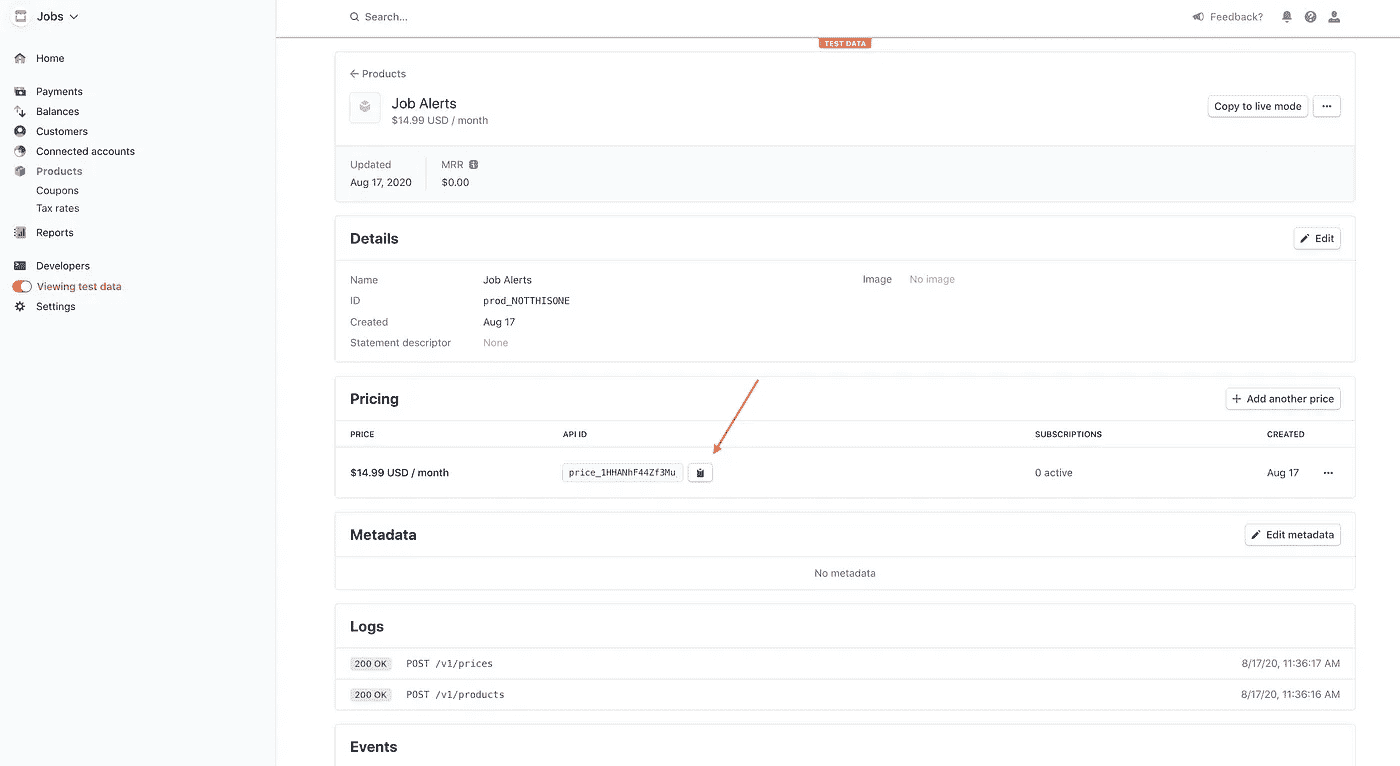 Jobs
Search...
Feedback?
TEST DATA
Home
Payments
Balances
Customers
Connected accounts
Products
Coupons
Tax rates
Reports
Developers
Viewing test data
Settings
Products
Job Alerts
$14.99 USD / month
Copy to live mode
Updated MRR
Aug 17, 2020 $0.00
Details Edit
Name Job Alerts Image No image
ID prod_NOTTHISONE
Created Aug 17
Statement descriptor None
Pricing Add another price
PRICE API ID SUBSCRIPTIONS CREATED
$14.99 USD / month price_1HHANhF44Zf3Mu 0 active Aug 17
Metadata Edit metadata
No metadata
Logs
200 OK POST /v1/prices 8/17/20, 11:36:17 AM
200 OK POST /v1/products 8/17/20, 11:36:16 AM
Events